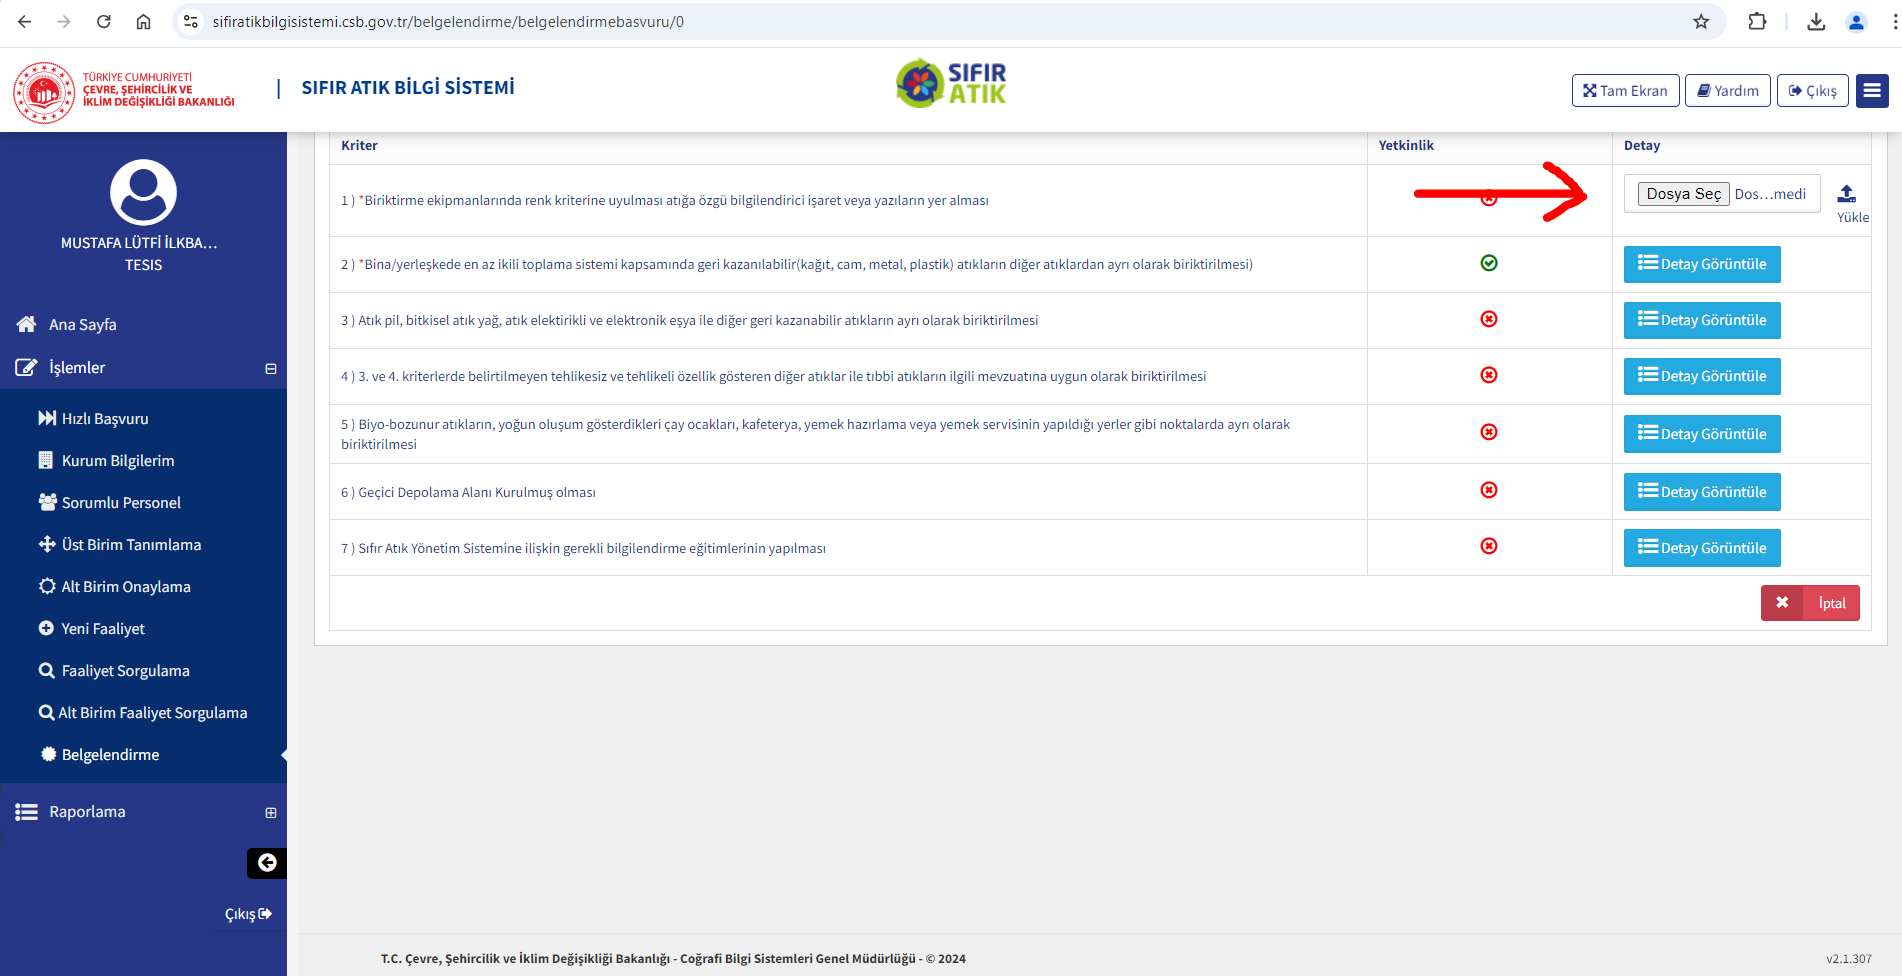 sifiratikbilgisistemi.csb.gov.tr/belgelendirme/belgelendirmebasvuru/0
TÜRKİYE CUMHURİYETİ
ÇEVRE, ŞEHİRCİLİK VE
İKLİM DEĞİŞİKLİĞİ BAKANLIĞI
| SIFIR ATIK BİLGİ SİSTEMİ
SIFIR
ATIK
Tam Ekran
Yardım
Çıkış
MUSTAFA LÜTFİ İLKBA...
TESIS
Ana Sayfa
İşlemler
Hızlı Başvuru
Kurum Bilgilerim
Sorumlu Personel
Üst Birim Tanımlama
Alt Birim Onaylama
Yeni Faaliyet
Faaliyet Sorgulama
Alt Birim Faaliyet Sorgulama
Belgelendirme
Raporlama
Çıkış
Kriter Yetkinlik Detay
1 ) *Biriktirme ekipmanlarında renk kriterine uyulması atığa özgü bilgilendirici işaret veya yazıların yer alması
Dosya Seç Dos...medi
Yükle
2 ) *Bina/yerleşkede en az ikili toplama sistemi kapsamında geri kazanılabilir(kağıt, cam, metal, plastik) atıkların diğer atıklardan ayrı olarak biriktirilmesi)
Detay Görüntüle
3 ) Atık pil, bitkisel atık yağ, atık elektirikli ve elektronik eşya ile diğer geri kazanabilir atıkların ayrı olarak biriktirilmesi
Detay Görüntüle
4 ) 3. ve 4. kriterlerde belirtilmeyen tehlikesiz ve tehlikeli özellik gösteren diğer atıklar ile tıbbi atıkların ilgili mevzuatına uygun olarak biriktirilmesi
Detay Görüntüle
5 ) Biyo-bozunur atıkların, yoğun oluşum gösterdikleri çay ocakları, kafeterya, yemek hazırlama veya yemek servisinin yapıldığı yerler gibi noktalarda ayrı olarak
biriktirilmesi
Detay Görüntüle
6 ) Geçici Depolama Alanı Kurulmuş olması
Detay Görüntüle
7 ) Sıfır Atık Yönetim Sistemine ilişkin gerekli bilgilendirme eğitimlerinin yapılması
Detay Görüntüle
İptal
T.C. Çevre, Şehircilik ve İklim Değişikliği Bakanlığı - Coğrafi Bilgi Sistemleri Genel Müdürlüğü - © 2024
v2.1.307